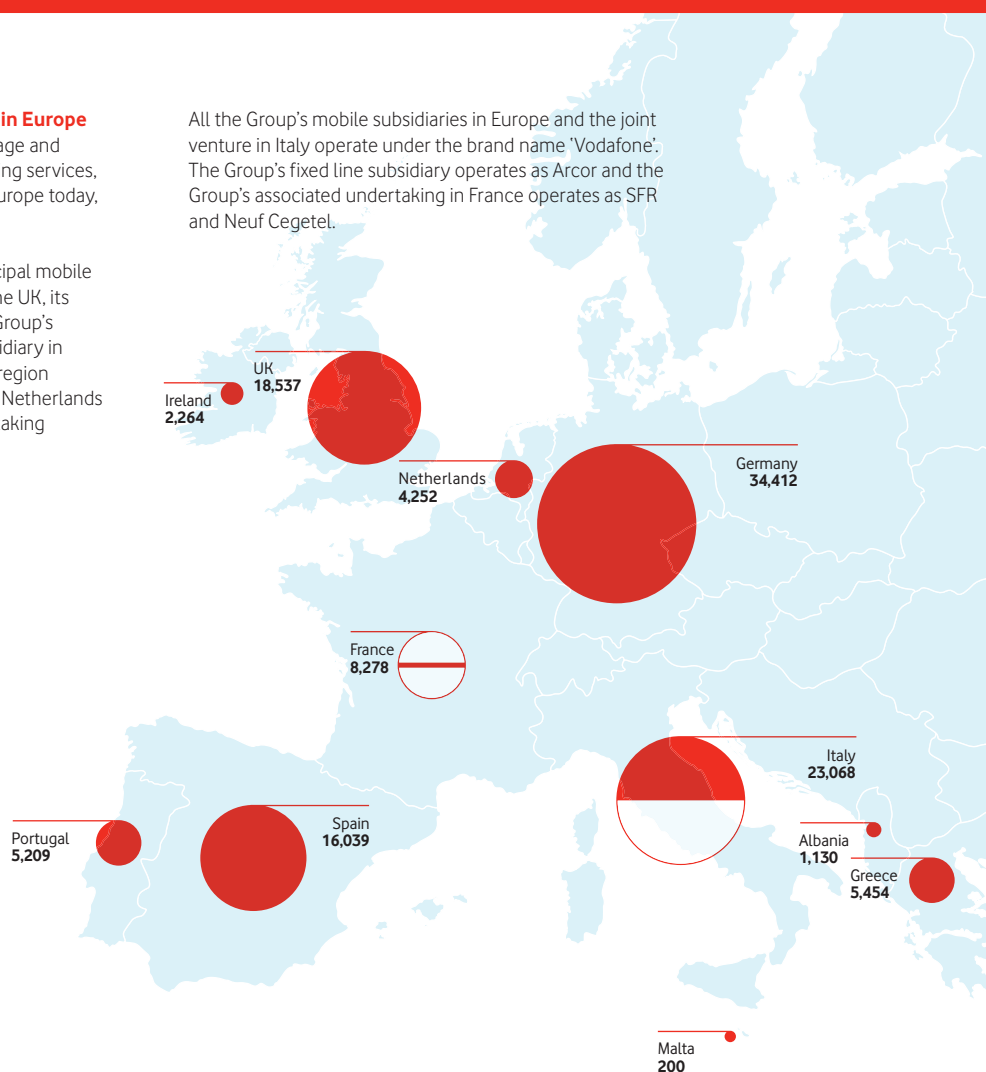 in Europe
age and
ng services,
urope today,
cipal mobile
he UK, its
Group's
idiary in
region
Netherlands
aking
All the Group's mobile subsidiaries in Europe and the joint
venture in Italy operate under the brand name 'Vodafone'.
The Group's fixed line subsidiary operates as Arcor and the
Group's associated undertaking in France operates as SFR
and Neuf Cegetel.
UK
18,537
Ireland
2,264
Netherlands
4,252
Germany
34,412
France
8,278
Italy
23,068
Portugal
5,209
Spain
16,039
Albania
1,130
Greece
5,454
Malta
200